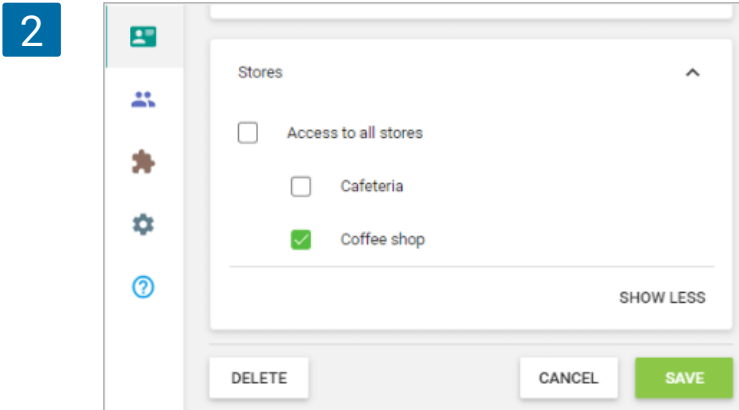 2
Stores
Access to all stores
Cafeteria
Coffee shop
SHOW LESS
DELETE
CANCEL
SAVE